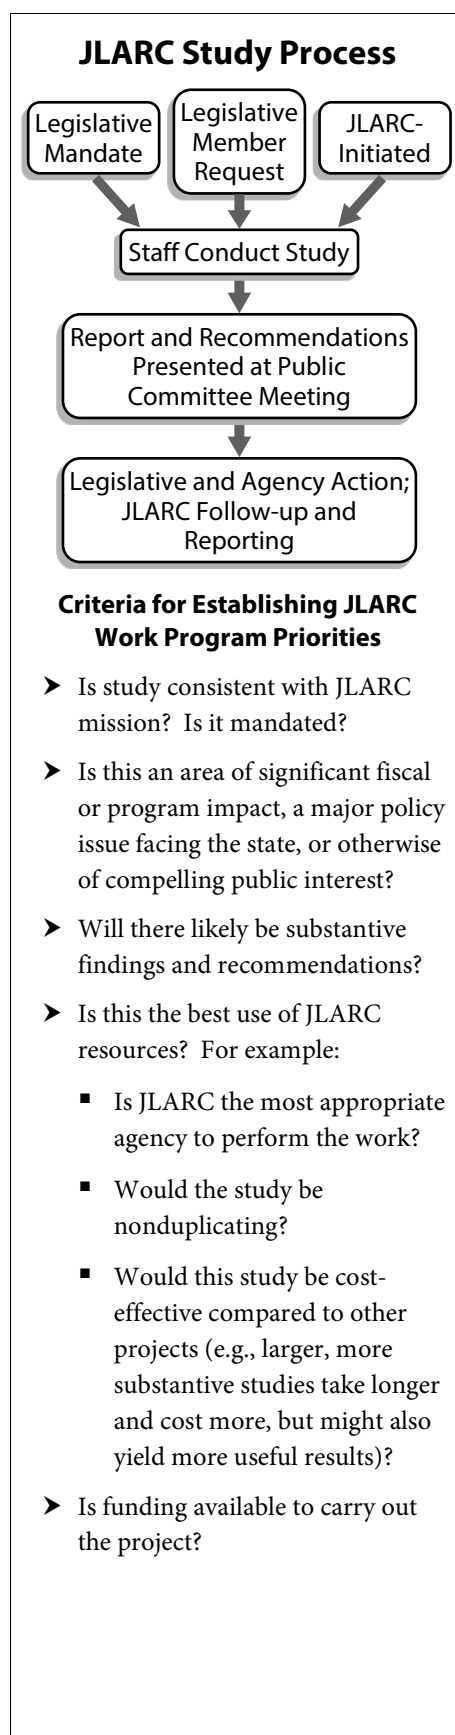 JLARC Study Process
Legislative
Mandate
Legislative
Member
Request
JLARC-
Initiated
Staff Conduct Study
Report and Recommendations
Presented at Public
Committee Meeting
Legislative and Agency Action;
JLARC Follow-up and
Reporting
Criteria for Establishing JLARC
Work Program Priorities
➤ Is study consistent with JLARC
mission?  Is it mandated?
➤ Is this an area of significant fiscal
or program impact, a major policy
issue facing the state, or otherwise
of compelling public interest?
➤ Will there likely be substantive
findings and recommendations?
➤ Is this the best use of JLARC
resources?  For example:
▪ Is JLARC the most appropriate
agency to perform the work?
▪ Would the study be
nonduplicating?
▪ Would this study be cost-
effective compared to other
projects (e.g., larger, more
substantive studies take longer
and cost more, but might also
yield more useful results)?
➤ Is funding available to carry out
the project?